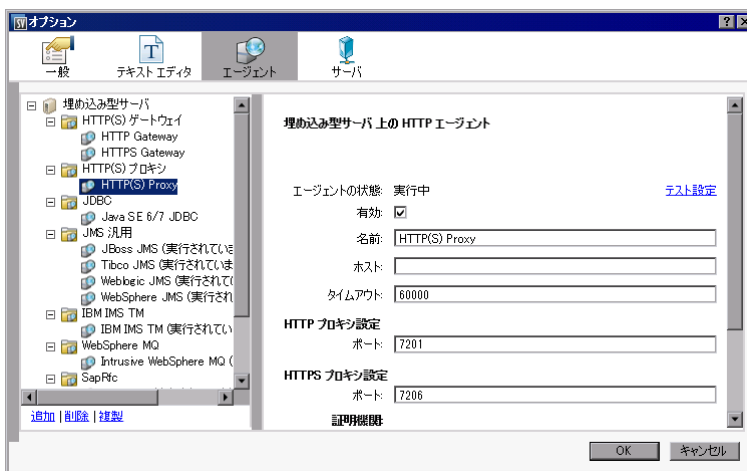 SV オプション
一般
テキスト エディタ
エージェント
サーバ
埋め込み型サーバ
HTTP(S) ゲートウェイ
HTTP Gateway
HTTPS Gateway
HTTP(S) プロキシ
HTTP(S) Proxy
JDBC
Java SE 6/7 JDBC
JMS 汎用
JBoss JMS (実行されていま
Tibco JMS (実行されていま
Weblogic JMS (実行されてい
WebSphere JMS (実行され
IBM IMS TM
IBM IMS TM (実行されてい
WebSphere MQ
Intrusive WebSphere MQ (
SapRfc
追加 | 削除 | 複製
埋め込み型サーバ 上の HTTP エージェント
エージェントの状態: 実行中
テスト設定
有効:
名前: HTTP(S) Proxy
ホスト:
タイムアウト: 60000
HTTP プロキシ設定
ポート: 7201
HTTPS プロキシ設定
ポート: 7206
証明機関:
OK
キャンセル